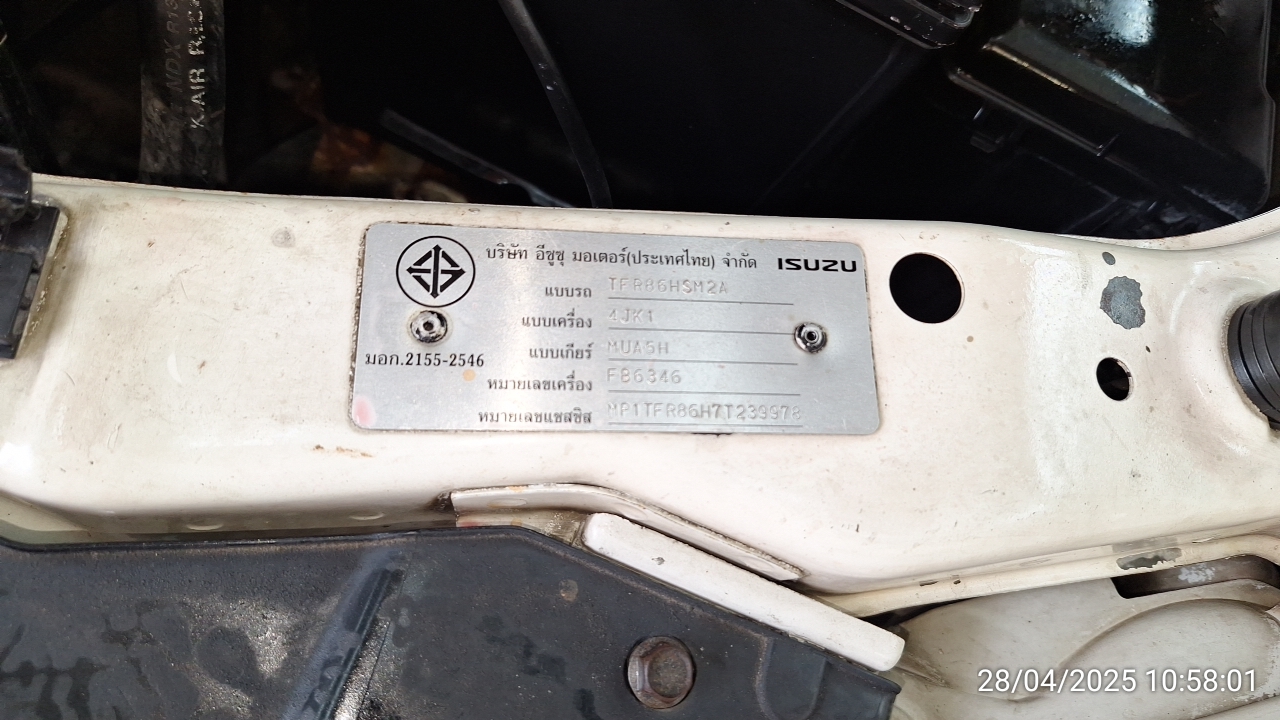 K.AIR
บริษัท อีซูซุ มอเตอร์(ประเทศไทย) จำกัด ISUZU
แบบรถ TFR86HSM2A
แบบเครื่อง 4JK1
แบบเกียร์ MUA5H
มอก.2155-2546
หมายเลขเครื่อง F86346
หมายเลขแชสซิส MP1TFR86H7T239978
28/04/2025 10:58:01